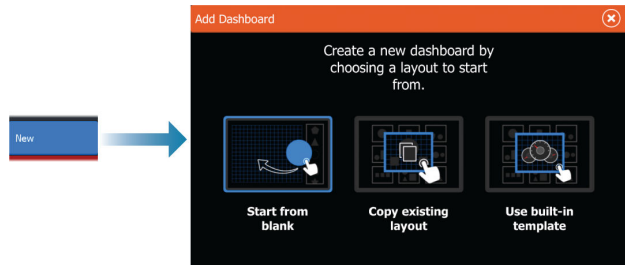 Add Dashboard
Create a new dashboard by
choosing a layout to start
from.
New
Start from
blank
Copy existing
layout
Use built-in
template